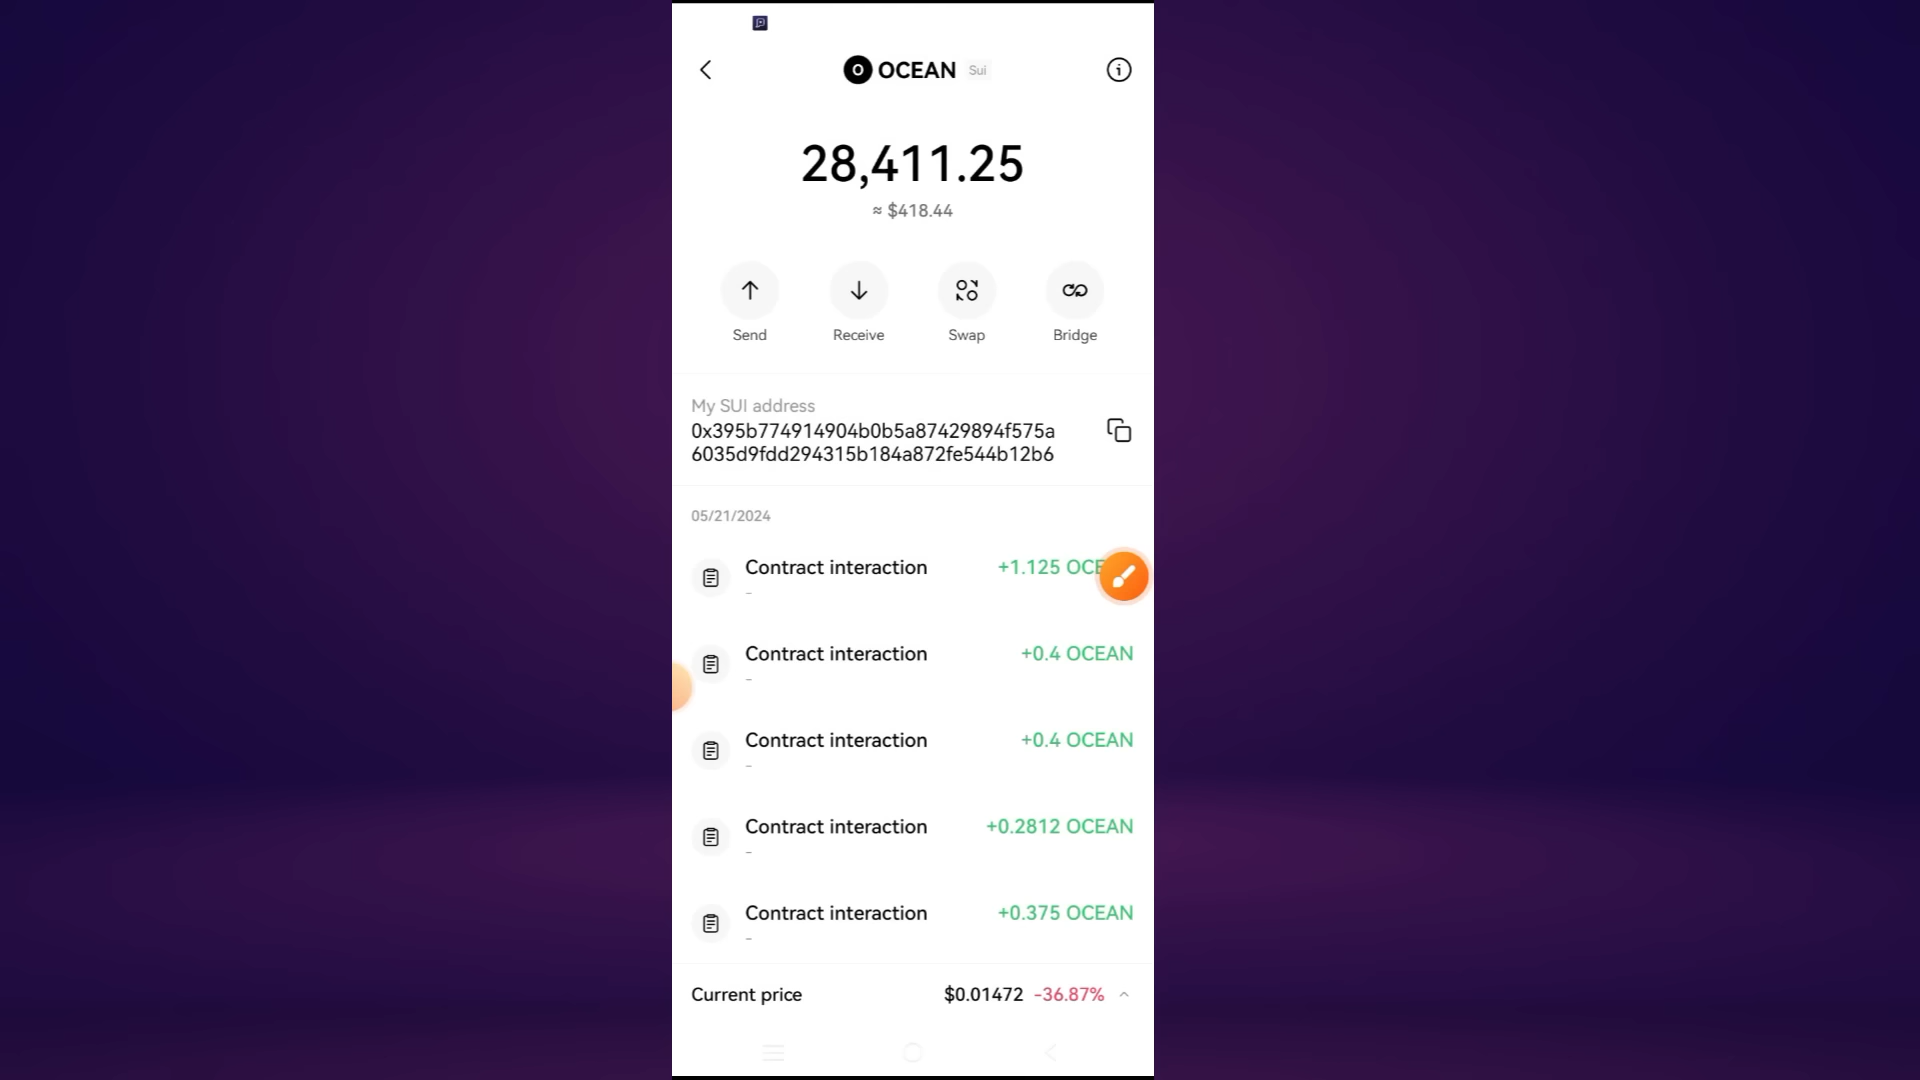 O OCEAN Sui
28,411.25
≈ $418.44
Send Receive Swap Bridge
My SUI address
0x395b774914904b0b5a87429894f575a
6035d9fdd294315b184a872fe544b12b6
05/21/2024
Contract interaction +1.125 OCE
-
Contract interaction +0.4 OCEAN
-
Contract interaction +0.4 OCEAN
-
Contract interaction +0.2812 OCEAN
-
Contract interaction +0.375 OCEAN
-
Current price $0.01472 -36.87%